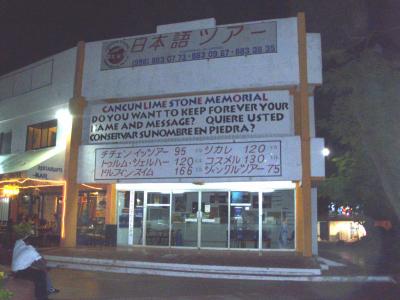 日本語ツアー
(998) 883 07 73 · 883 09 67 · 883 38 35
CANCUN LIME STONE MEMORIAL
DO YOU WANT TO KEEP FOREVER YOUR
NAME AND MESSAGE? QUIERE USTED
CONSERVAR SU NOMBRE EN PIEDRA?
チチェン・イッツァー 95 シカレ 120
トゥルム・シェルハー 120 コスメル 130
ドルフィン・スイム 166 ジャングルツアー 75